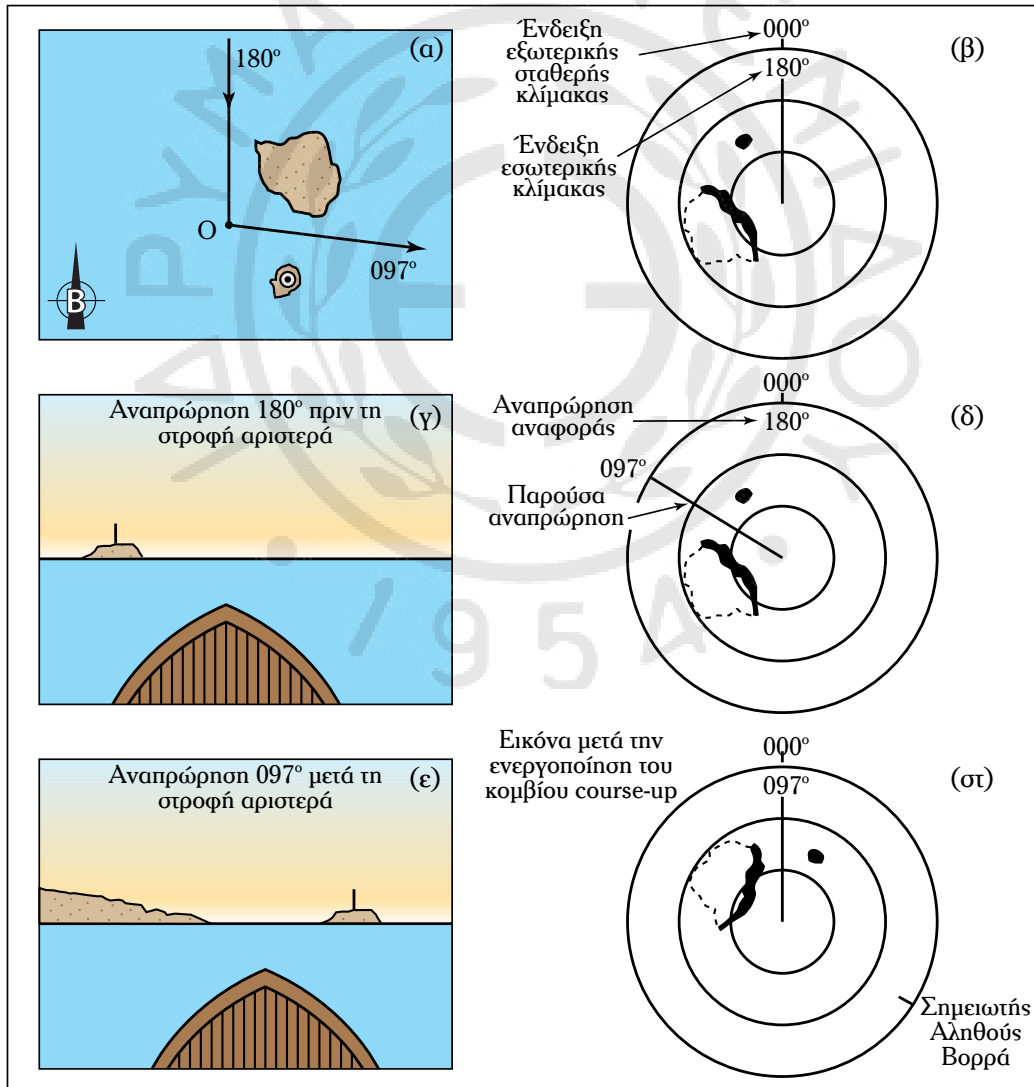 (α)
180°
O
097°
B
Ένδειξη
εξωτερικής
σταθερής
κλίμακας
000°
180°
(β)
Ένδειξη
εσωτερικής
κλίμακας
Αναπρώρηση 180° πριν τη
στροφή αριστερά
(γ)
000°
Αναπρώρηση
αναφοράς
180°
(δ)
097°
Παρούσα
αναπρώρηση
Αναπρώρηση 097° μετά τη
στροφή αριστερά
(ε)
Εικόνα μετά την
ενεργοποίηση του
κομβίου course-up
000°
097°
(στ)
Σημειωτής
Αληθούς
Βορρά
1954